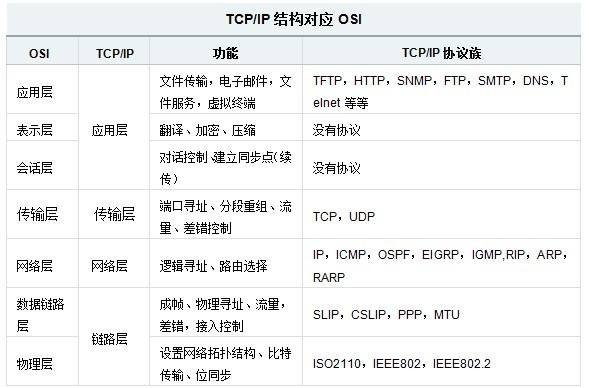 TCP/IP 结构对应 OSI
OSI TCP/IP 功能 TCP/IP 协议族
应用层 应用层 文件传输，电子邮件，文
件服务，虚拟终端 TFTP，HTTP，SNMP，FTP，SMTP，DNS，T
elnet 等等
表示层 翻译、加密、压缩 没有协议
会话层 对话控制、建立同步点（续
传） 没有协议
传输层 传输层 端口寻址、分段重组、流
量、差错控制 TCP，UDP
网络层 网络层 逻辑寻址、路由选择 IP，ICMP，OSPF，EIGRP，IGMP,RIP，ARP，
RARP
数据链路
层 链路层 成帧、物理寻址、流量，
差错，接入控制 SLIP，CSLIP，PPP，MTU
物理层 设置网络拓扑结构、比特
传输、位同步 ISO2110，IEEE802，IEEE802.2